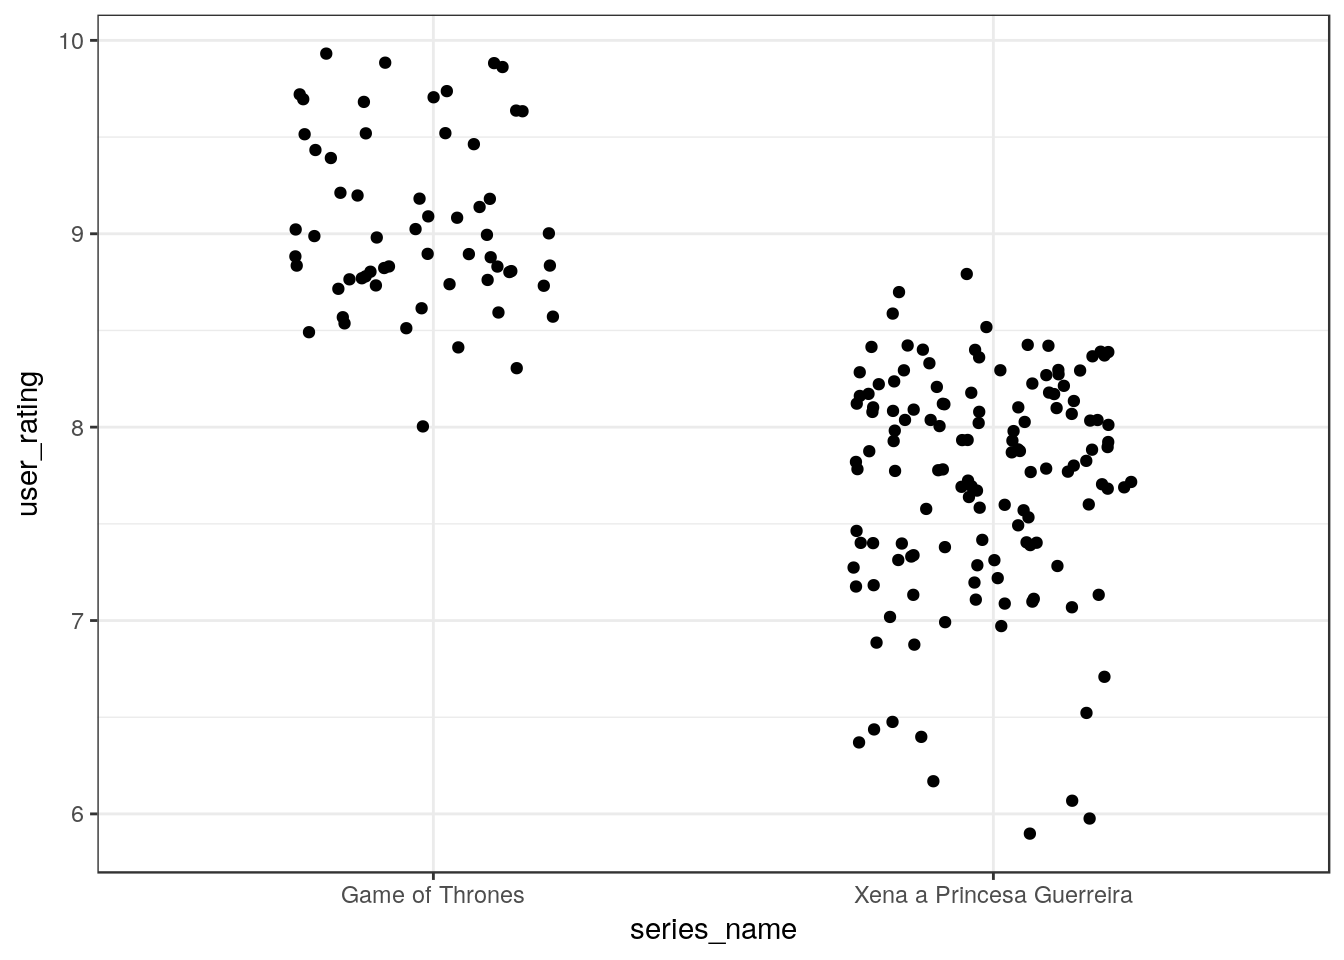 10
9
8
7
6
user_rating
Game of Thrones
Xena a Princesa Guerreira
series_name